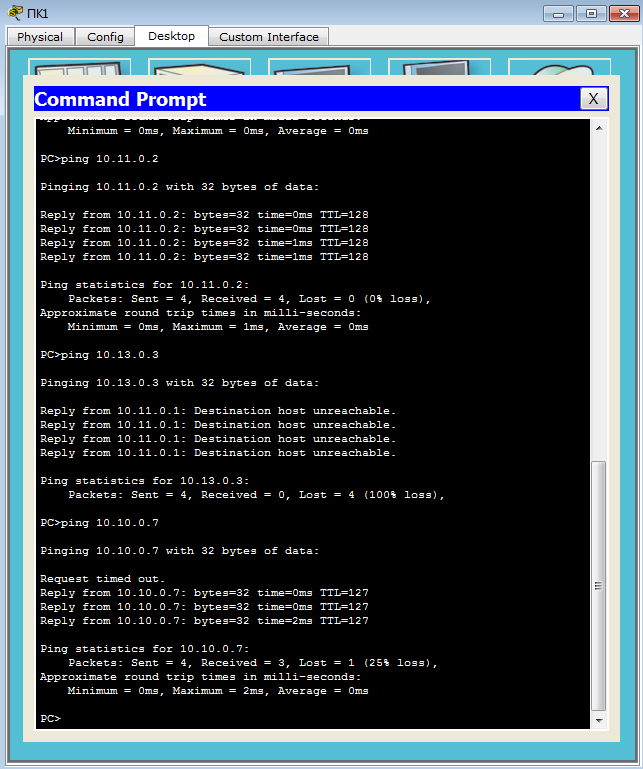 ПК1
Physical Config Desktop Custom Interface
Command Prompt X
Approximate round trip times in milli-seconds:
Minimum = 0ms, Maximum = 0ms, Average = 0ms
PC>ping 10.11.0.2
Pinging 10.11.0.2 with 32 bytes of data:
Reply from 10.11.0.2: bytes=32 time=0ms TTL=128
Reply from 10.11.0.2: bytes=32 time=0ms TTL=128
Reply from 10.11.0.2: bytes=32 time=1ms TTL=128
Reply from 10.11.0.2: bytes=32 time=1ms TTL=128
Ping statistics for 10.11.0.2:
Packets: Sent = 4, Received = 4, Lost = 0 (0% loss),
Approximate round trip times in milli-seconds:
Minimum = 0ms, Maximum = 1ms, Average = 0ms
PC>ping 10.13.0.3
Pinging 10.13.0.3 with 32 bytes of data:
Reply from 10.11.0.1: Destination host unreachable.
Reply from 10.11.0.1: Destination host unreachable.
Reply from 10.11.0.1: Destination host unreachable.
Reply from 10.11.0.1: Destination host unreachable.
Ping statistics for 10.13.0.3:
Packets: Sent = 4, Received = 0, Lost = 4 (100% loss),
PC>ping 10.10.0.7
Pinging 10.10.0.7 with 32 bytes of data:
Request timed out.
Reply from 10.10.0.7: bytes=32 time=0ms TTL=127
Reply from 10.10.0.7: bytes=32 time=0ms TTL=127
Reply from 10.10.0.7: bytes=32 time=2ms TTL=127
Ping statistics for 10.10.0.7:
Packets: Sent = 4, Received = 3, Lost = 1 (25% loss),
Approximate round trip times in milli-seconds:
Minimum = 0ms, Maximum = 2ms, Average = 0ms
PC>